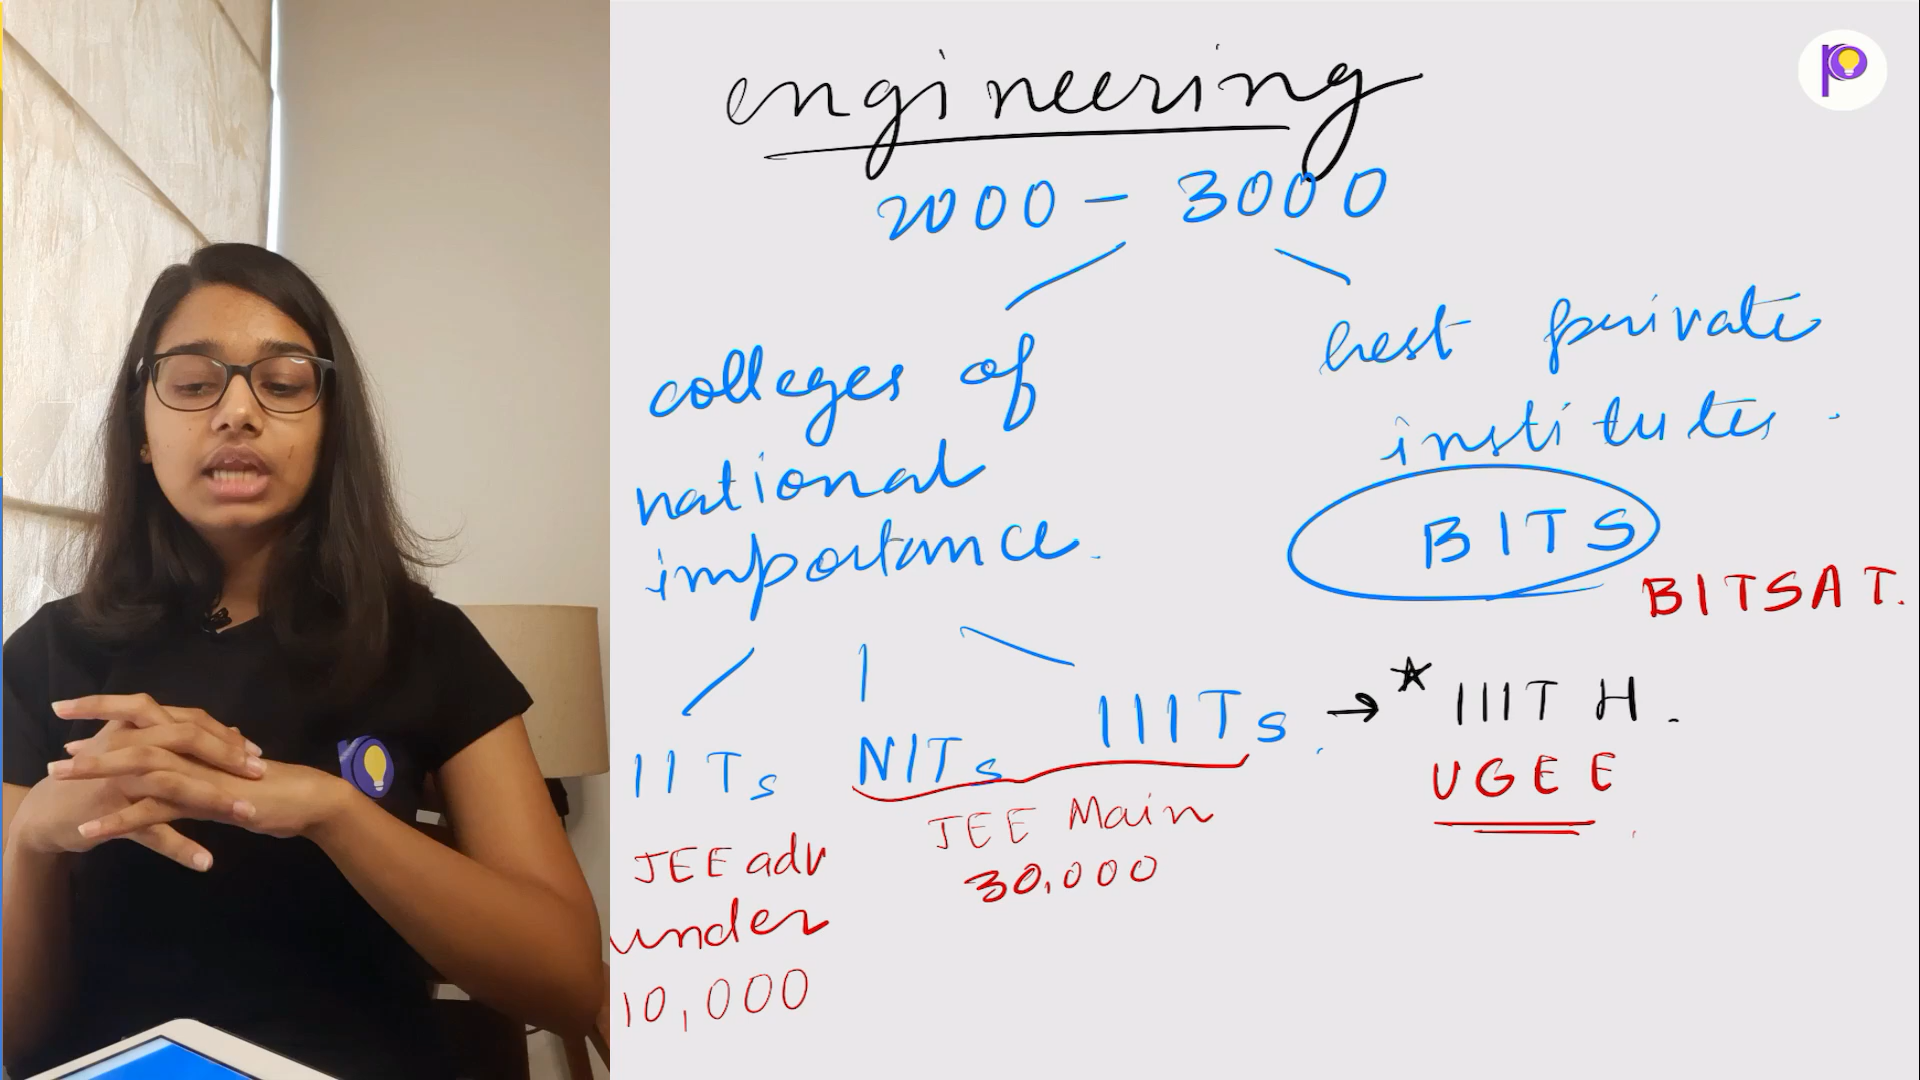 engineering
2000 - 3000
colleges of
national
importance.
best private
institutes.
BITS
BITSAT.
IITs
NITs
IIITs
→ * IIIT H.
UGEE
JEE adv
under
10,000
JEE Main
30,000
P